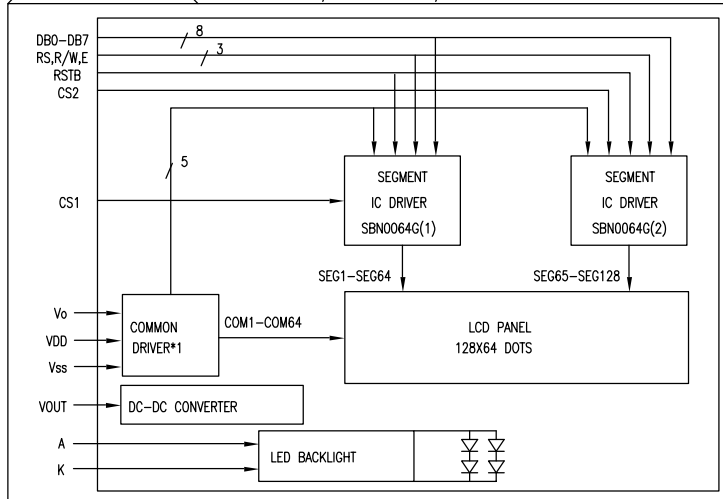 DB0-DB7
8
RS,R/W,E
3
RSTB
CS2
5
SEGMENT
IC DRIVER
SBN0064G(1)
SEGMENT
IC DRIVER
SBN0064G(2)
CS1
SEG1-SEG64
SEG65-SEG128
Vo
VDD
Vss
COMMON
DRIVER*1
COM1-COM64
LCD PANEL
128X64 DOTS
VOUT
DC-DC CONVERTER
A
K
LED BACKLIGHT